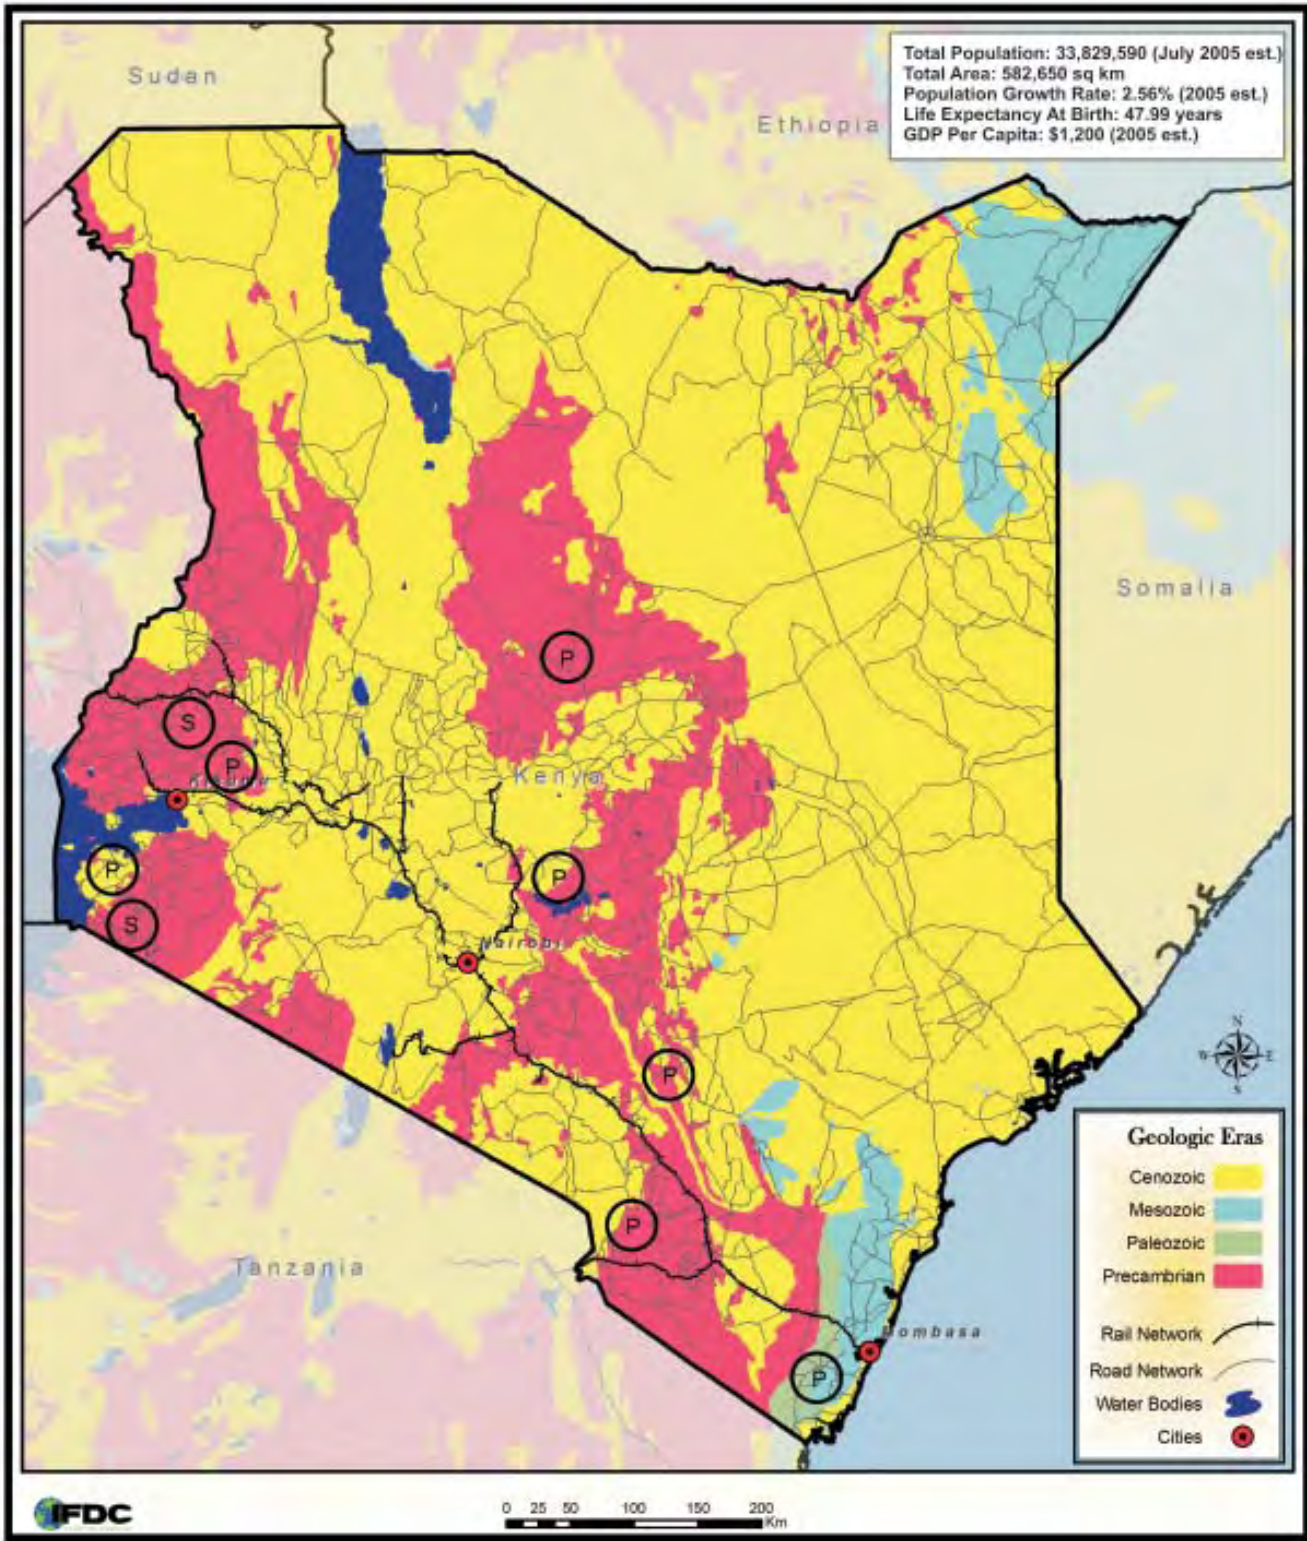 Total Population: 33,829,590 (July 2005 est.)
Total Area: 582,650 sq km
Population Growth Rate: 2.56% (2005 est.)
Life Expectancy At Birth: 47.99 years
GDP Per Capita: $1,200 (2005 est.)
Sudan
Ethiopia
Somalia
P
S
P
Kenya
Kisumu
P
P
S
Nairobi
P
P
Tanzania
Mombasa
P
N
W
E
S
Geologic Eras
Cenozoic
Mesozoic
Paleozoic
Precambrian
Rail Network
Road Network
Water Bodies
Cities
IFDC
0 25 50 100 150 200
Km